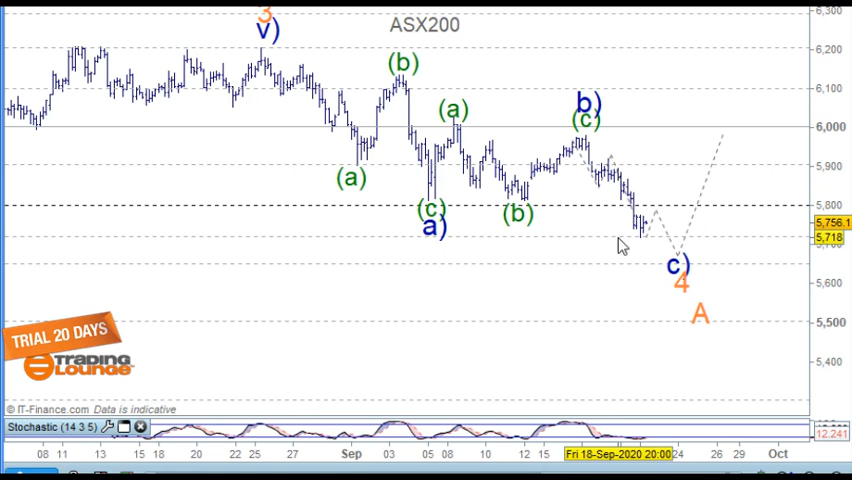 ASX200
3
v)
(b)
(a)
b)
(c)
(a)
(c)
a)
(b)
c)
4
A
6,300
6,200
6,100
6,000
5,900
5,800
5,756.1
5,718
5,600
5,500
5,400
TRIAL 20 DAYS
TRADING
LOUNGE
© IT-Finance.com Data is indicative
Stochastic (14 3 5)
12.241
08 11 13 15 18 20 25 27 Sep 03 05 08 10 12 15 Fri 18-Sep-2020 20:00 24 26 29 Oct